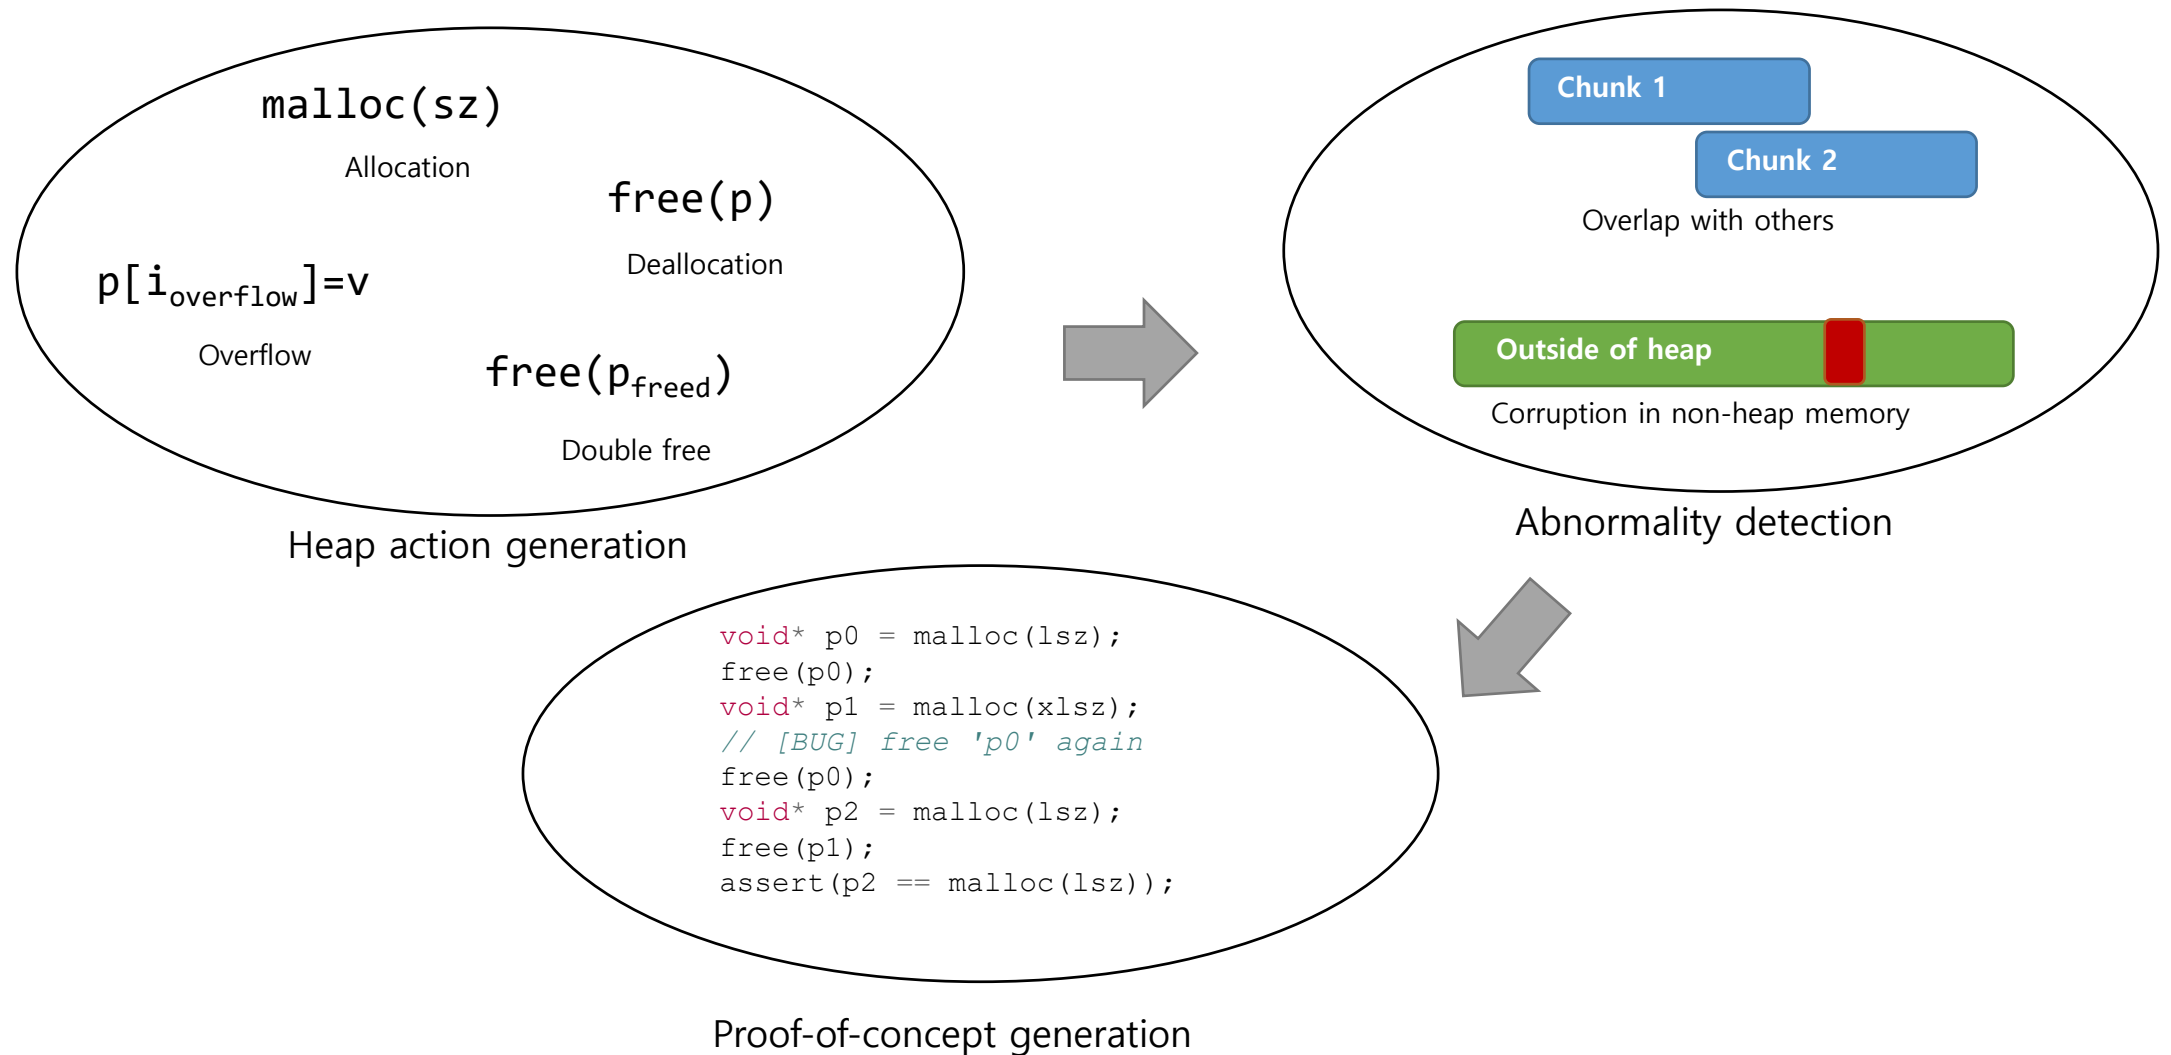 malloc(sz)
Allocation
free(p)
Deallocation
p[i_overflow]=v
Overflow
free(p_freed)
Double free
Heap action generation
Chunk 1
Chunk 2
Overlap with others
Outside of heap
Corruption in non-heap memory
Abnormality detection
void* p0 = malloc(lsz);
free(p0);
void* p1 = malloc(xlsz);
// [BUG] free 'p0' again
free(p0);
void* p2 = malloc(lsz);
free(p1);
assert(p2 == malloc(lsz));
Proof-of-concept generation